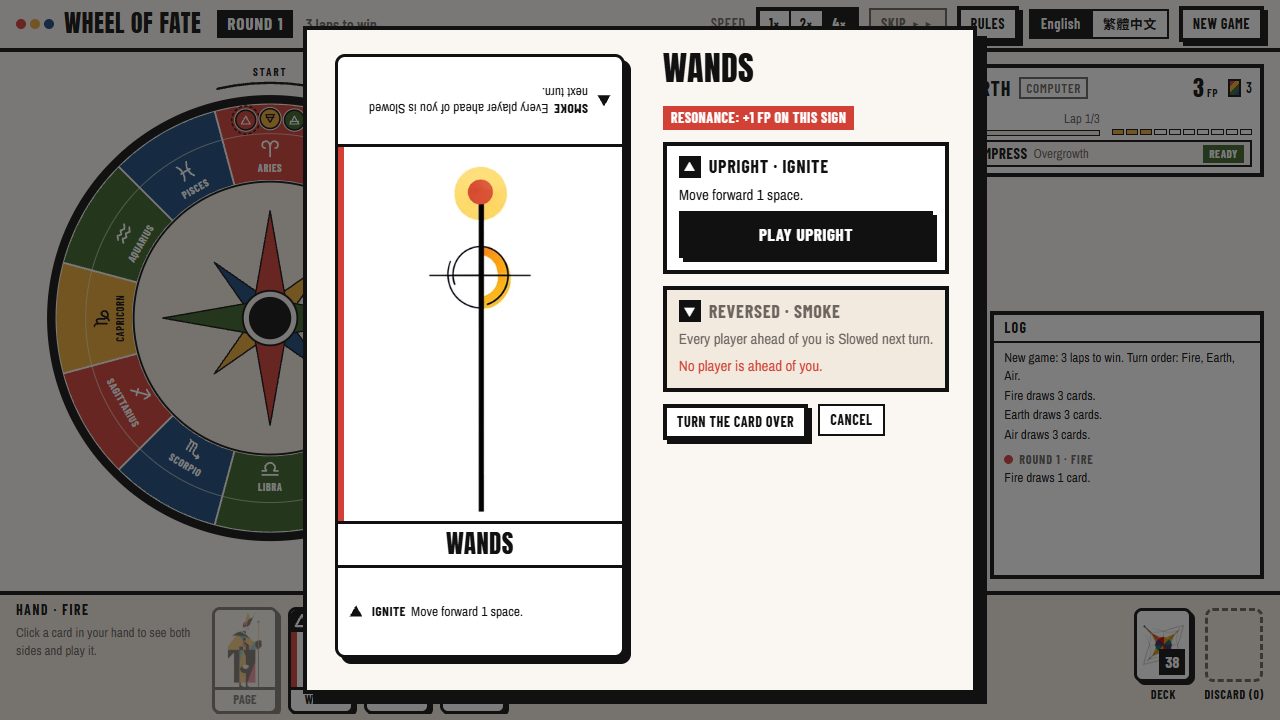 WHEEL OF FATE
ROUND 1
3 laps to win
SPEED
1x
2x
4x
SKIP
RULES
English
繁體中文
NEW GAME
START
ARIES
PISCES
AQUARIUS
CAPRICORN
SAGITTARIUS
SCORPIO
LIBRA
SMOKE Every player ahead of you is Slowed
next turn.
WANDS
IGNITE Move forward 1 space.
WANDS
RESONANCE: +1 FP ON THIS SIGN
UPRIGHT · IGNITE
Move forward 1 space.
PLAY UPRIGHT
REVERSED · SMOKE
Every player ahead of you is Slowed next turn.
No player is ahead of you.
TURN THE CARD OVER
CANCEL
RTH
COMPUTER
3 FP
3
Lap 1/3
MPRESS Overgrowth
READY
LOG
New game: 3 laps to win. Turn order: Fire, Earth,
Air.
Fire draws 3 cards.
Earth draws 3 cards.
Air draws 3 cards.
ROUND 1 · FIRE
Fire draws 1 card.
HAND · FIRE
Click a card in your hand to see both
sides and play it.
PAGE
W
38
DECK
DISCARD (0)